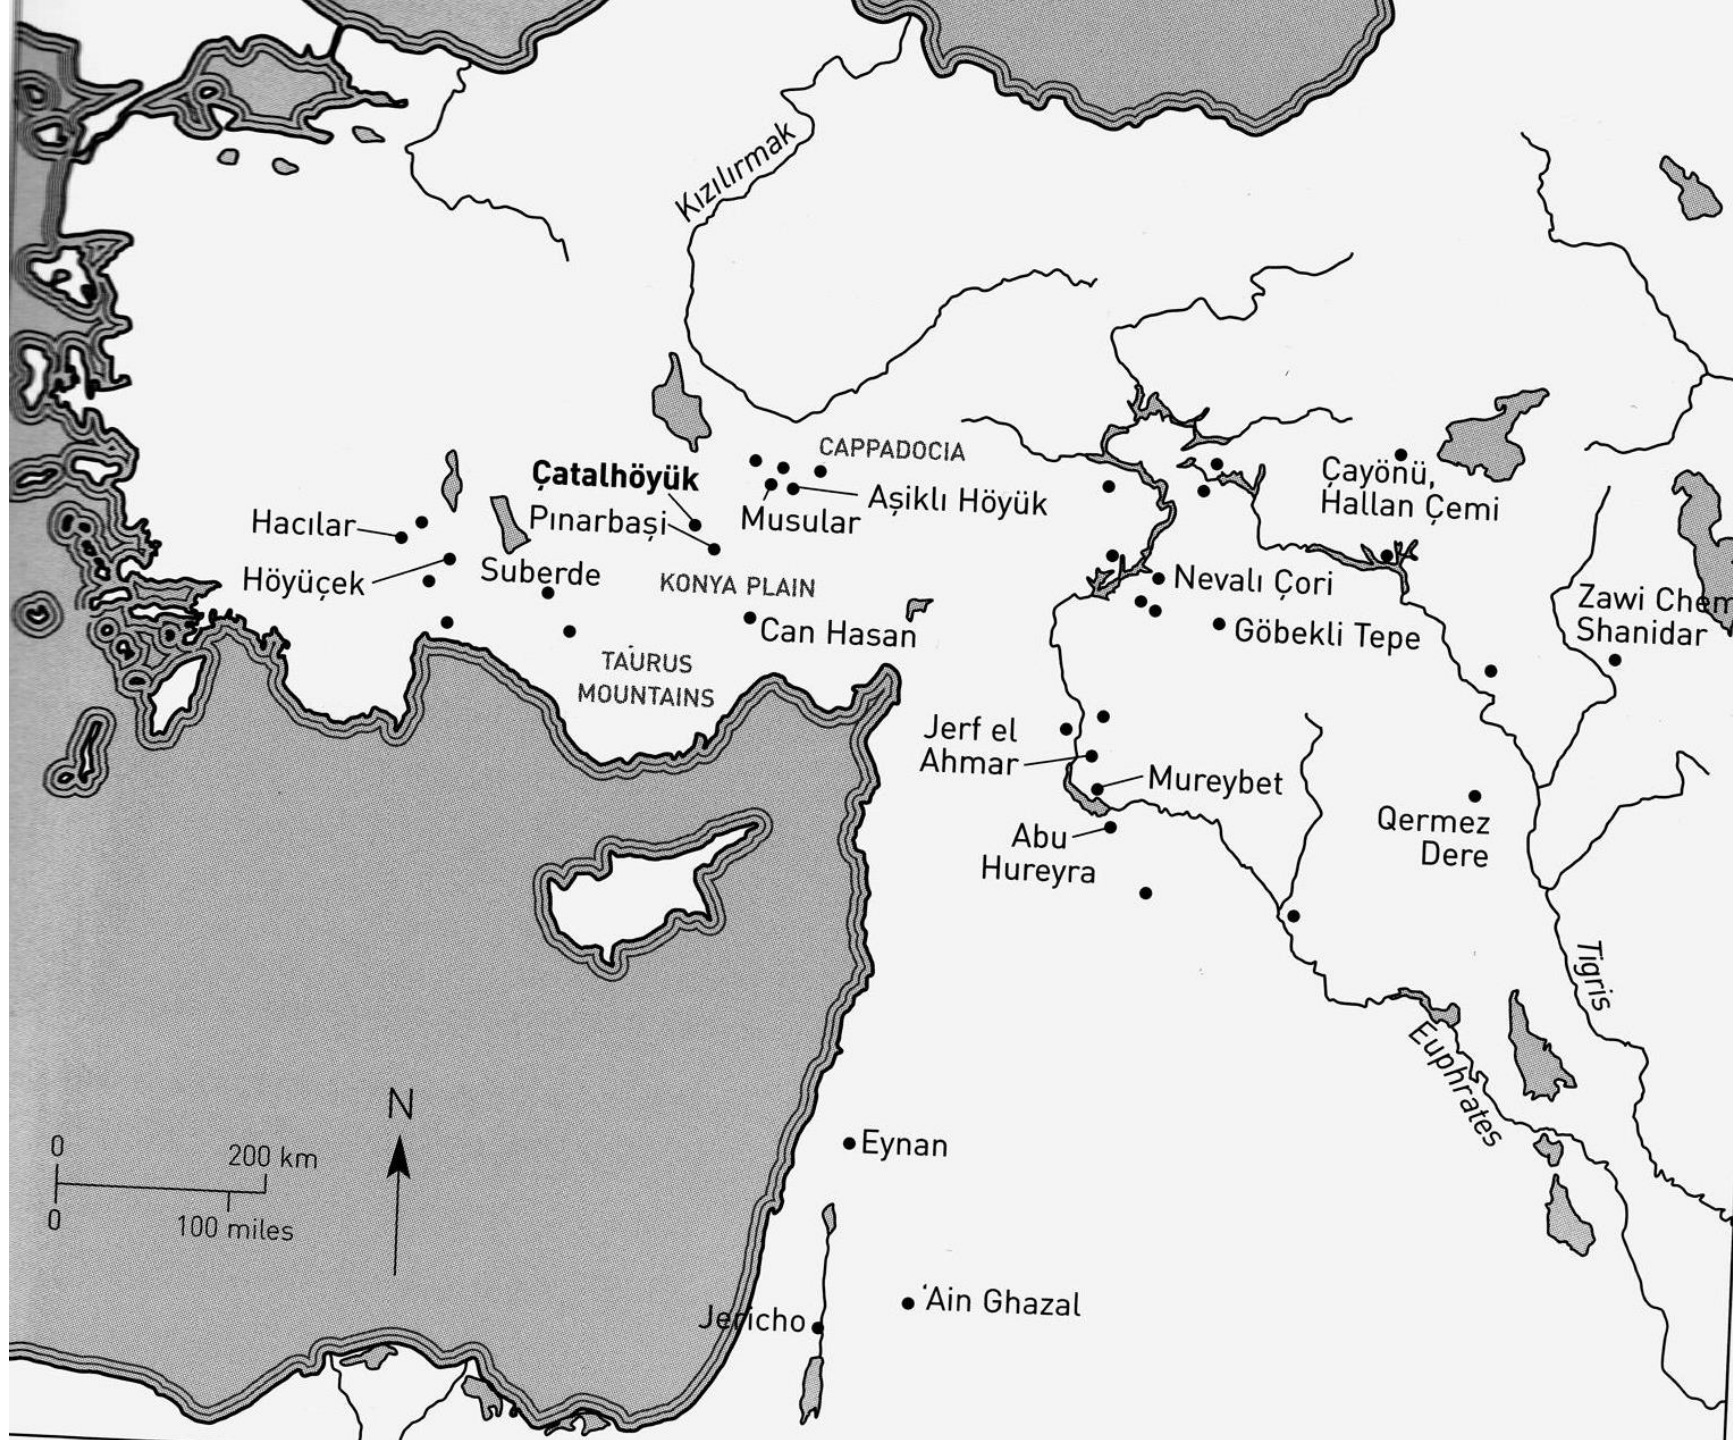 Kızılırmak
CAPPADOCIA
Çatalhöyük
Aşiklı Höyük
Çayönü,
Hallan Çemi
Hacılar
Pınarbaşi
Musular
Höyüçek
Suberde
KONYA PLAIN
Nevalı Çori
Zawi Chem
Shanidar
Can Hasan
Göbekli Tepe
TAURUS
MOUNTAINS
Jerf el
Ahmar
Mureybet
Abu
Hureyra
Qermez
Dere
Tigris
Euphrates
N
0
200 km
0
100 miles
Eynan
'Ain Ghazal
Jericho